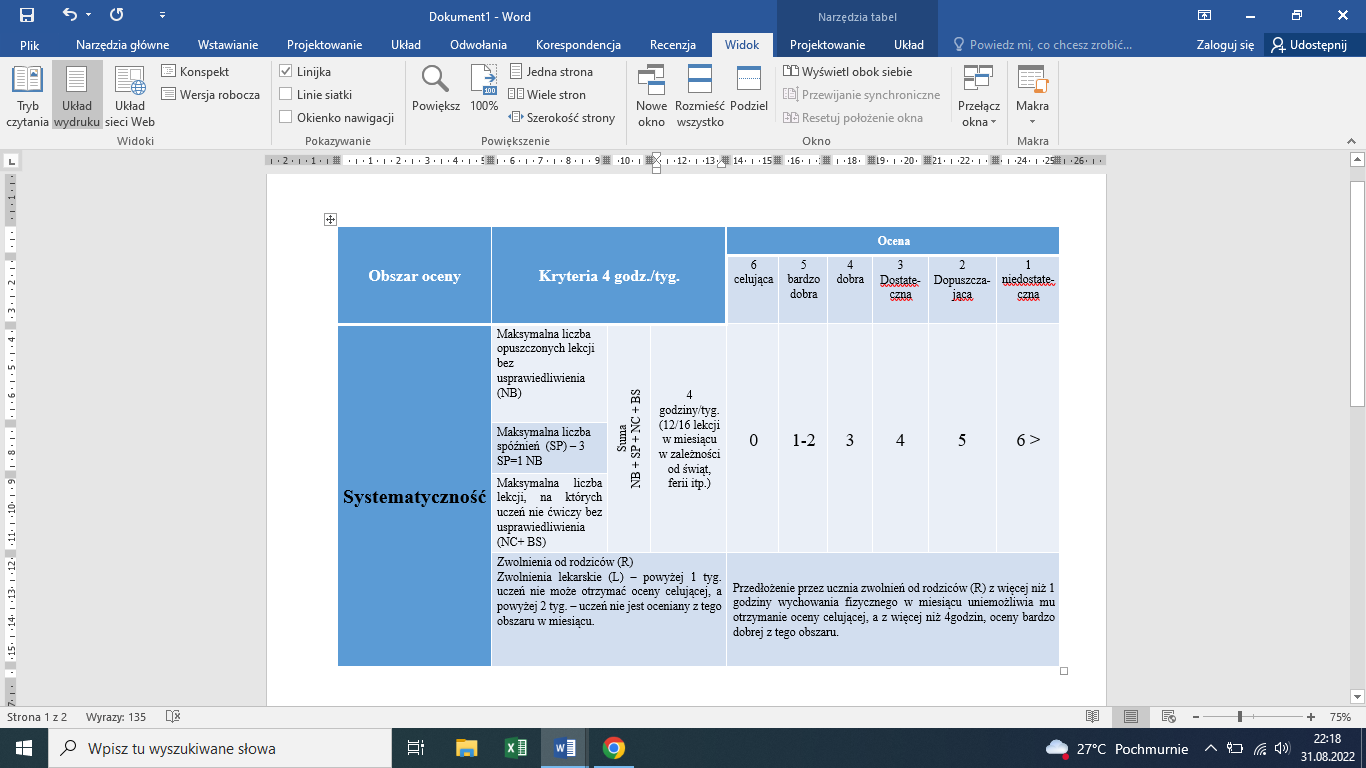 Dokument1 - Word
Narzędzia tabel
Plik
Narzędzia główne
Wstawianie
Projektowanie
Układ
Odwołania
Korespondencja
Recenzja
Widok
Projektowanie
Układ
Powiedz mi, co chcesz zrobić...
Zaloguj się
Udostępnij
Tryb
czytania
Układ
wydruku
Układ
sieci Web
Konspekt
Wersja robocza
Widoki
Linijka
Linie siatki
Okienko nawigacji
Pokazywanie
Powiększ
100%
Jedna strona
Wiele stron
Szerokość strony
Powiększenie
Nowe
okno
Rozmieść
wszystko
Podziel
Wyświetl obok siebie
Przewijanie synchroniczne
Resetuj położenie okna
Przełącz
okna
Okno
Makra
Makra
Obszar oceny
Kryteria 4 godz./tyg.
Ocena
6
celująca
5
bardzo
dobra
4
dobra
3
Dostate-
czna
2
Dopuszcza-
jąca
1
niedostate-
czna
Systematyczność
Maksymalna liczba
opuszczonych lekcji
bez
usprawiedliwienia
(NB)
Maksymalna liczba
spóźnień (SP) – 3
SP=1 NB
Maksymalna liczba
lekcji, na których
uczeń nie ćwiczy bez
usprawiedliwienia
(NC+ BS)
Suma
NB + SP + NC + BS
4
godziny/tyg.
(12/16 lekcji
w miesiącu
w zależności
od świąt,
ferii itp.)
0
1-2
3
4
5
6 >
Zwolnienia od rodziców (R)
Zwolnienia lekarskie (L) – powyżej 1 tyg.
uczeń nie może otrzymać oceny celującej, a
powyżej 2 tyg. – uczeń nie jest oceniany z tego
obszaru w miesiącu.
Przedłożenie przez ucznia zwolnień od rodziców (R) z więcej niż 1
godziny wychowania fizycznego w miesiącu uniemożliwia mu
otrzymanie oceny celującej, a z więcej niż 4godzin, oceny bardzo
dobrej z tego obszaru.
Strona 1 z 2
Wyrazy: 135
75%
Wpisz tu wyszukiwane słowa
27°C Pochmurnie
22:18
31.08.2022